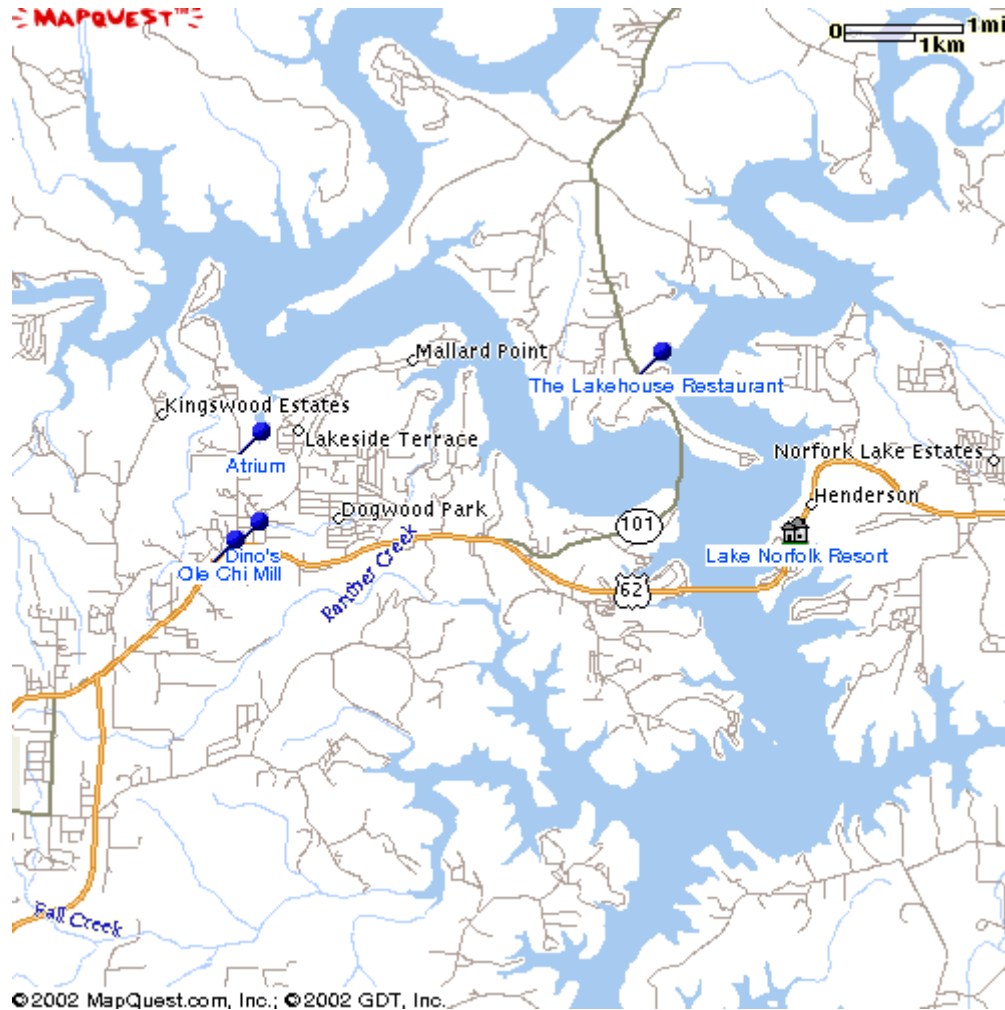 MAPQUEST™
0 1mi
1km
Mallard Point
The Lakehouse Restaurant
Kingswood Estates
Lakeside Terrace
Norfork Lake Estates
Atrium
Henderson
Dogwood Park
101
Dino's
Lake Norfolk Resort
Ole Chi Mill
Panther Creek
62
Fall Creek
©2002 MapQuest.com, Inc.; ©2002 GDT, Inc.